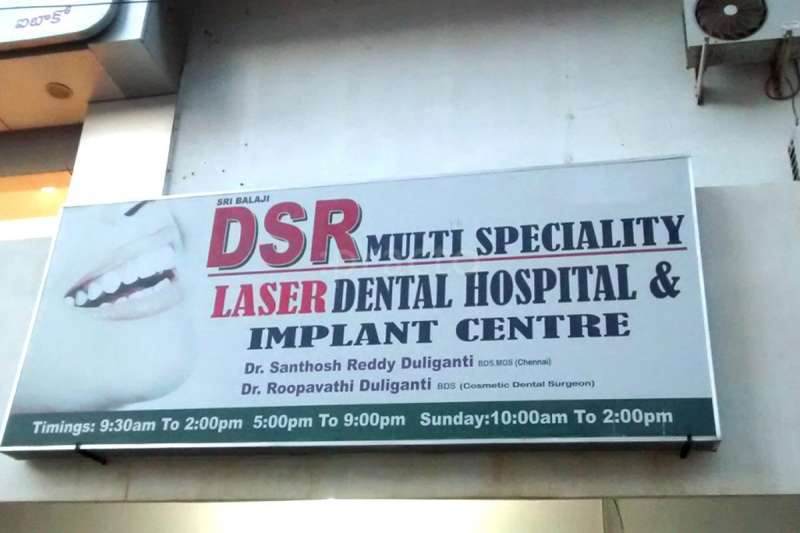 ఐబాకో
SRI BALAJI
DSR MULTI SPECIALITY
LASER DENTAL HOSPITAL &
IMPLANT CENTRE
Dr. Santhosh Reddy Duliganti BDS.MDS (Chennai)
Dr. Roopavathi Duliganti BDS (Cosmetic Dental Surgeon)
Timings: 9:30am To 2:00pm 5:00pm To 9:00pm Sunday:10:00am To 2:00pm